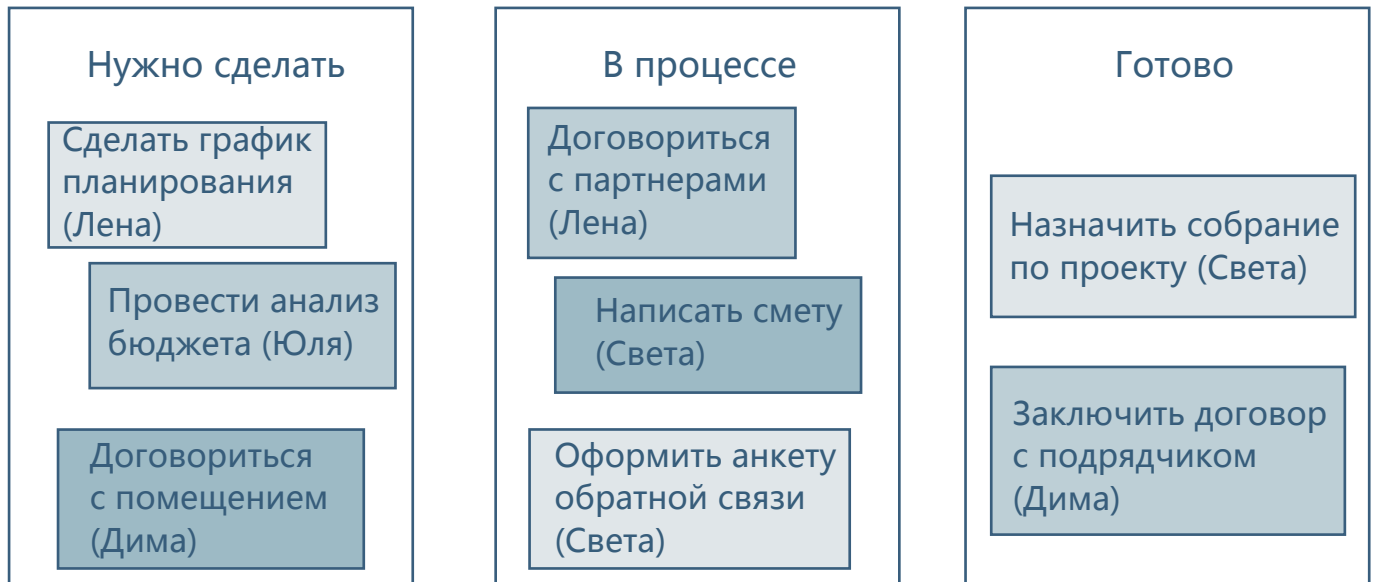 Нужно сделать
Сделать график
планирования
(Лена)
Провести анализ
бюджета (Юля)
Договориться
с помещением
(Дима)
В процессе
Договориться
с партнерами
(Лена)
Написать смету
(Света)
Оформить анкету
обратной связи
(Света)
Готово
Назначить собрание
по проекту (Света)
Заключить договор
с подрядчиком
(Дима)